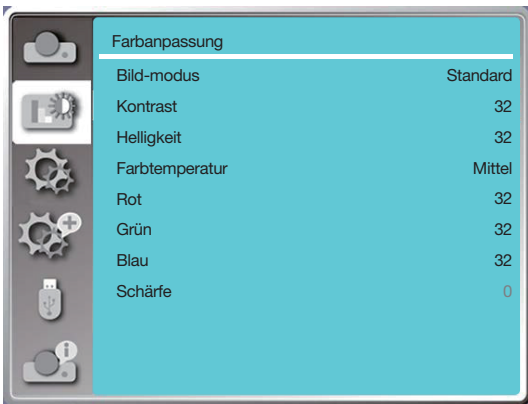 Farbanpassung
Bild-modus Standard
Kontrast 32
Helligkeit 32
Farbtemperatur Mittel
Rot 32
Grün 32
Blau 32
Schärfe 0